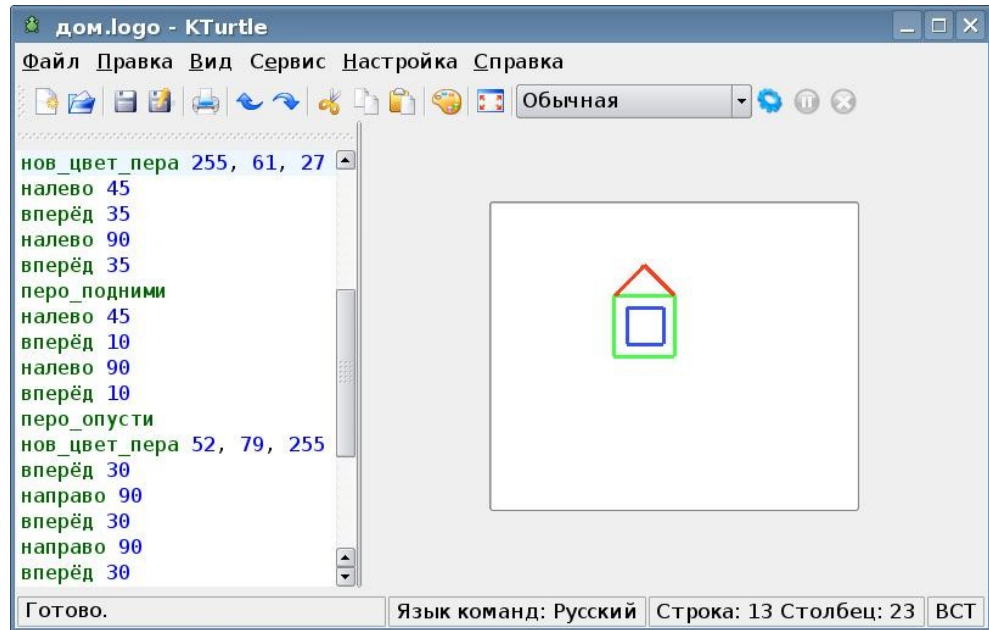 дом.logo - KTurtle
Файл Правка Вид Сервис Настройка Справка
Обычная
нов_цвет_пера 255, 61, 27
налево 45
вперёд 35
налево 90
вперёд 35
перо_подними
налево 45
вперёд 10
налево 90
вперёд 10
перо_опусти
нов_цвет_пера 52, 79, 255
вперёд 30
направо 90
вперёд 30
направо 90
вперёд 30
Готово. Язык команд: Русский Строка: 13 Столбец: 23 ВСТ